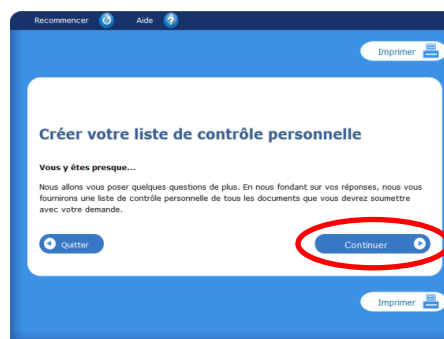 Recommencer Aide ?
Imprimer
Créer votre liste de contrôle personnelle
Vous y êtes presque...
Nous allons vous poser quelques questions de plus. En nous fondant sur vos réponses, nous vous
fournirons une liste de contrôle personnelle de tous les documents que vous devrez soumettre
avec votre demande.
Quitter Continuer
Imprimer